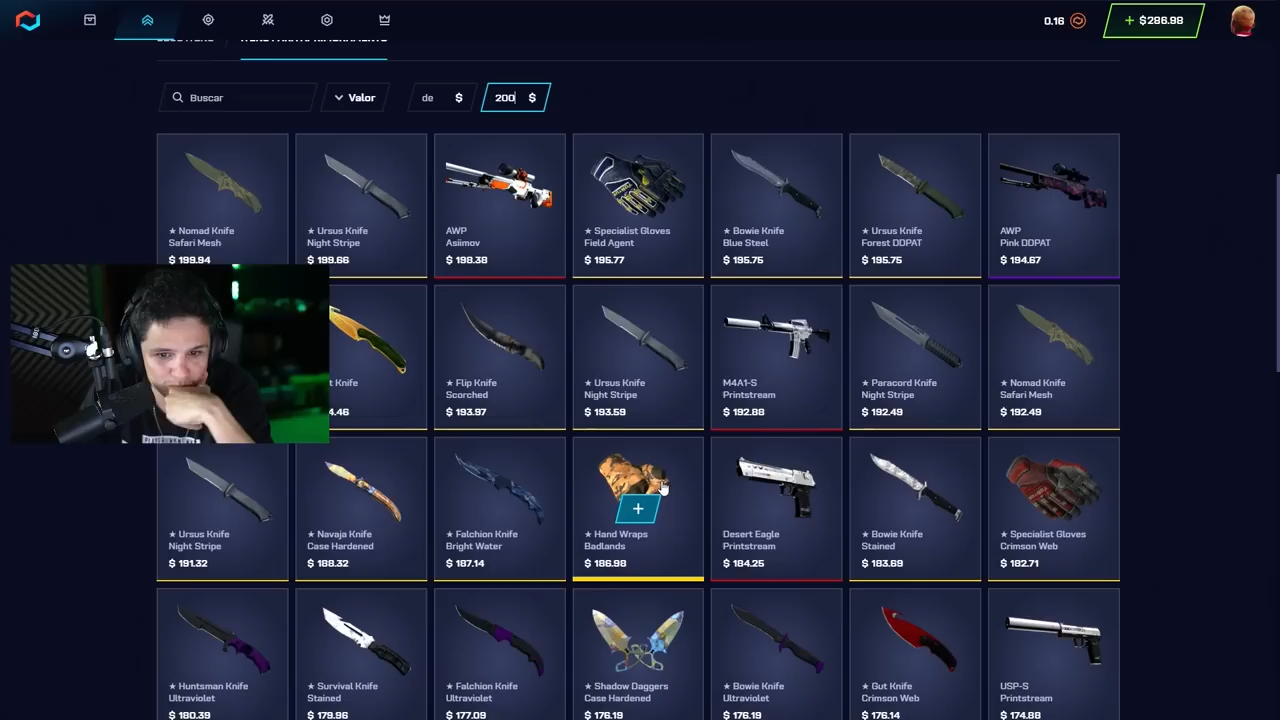 0.16
+ $286.98
Buscar
Valor
de $
200 $
★ Nomad Knife
Safari Mesh
$ 199.94
★ Ursus Knife
Night Stripe
$ 199.66
AWP
Asiimov
$ 198.38
★ Specialist Gloves
Field Agent
$ 195.77
★ Bowie Knife
Blue Steel
$ 195.75
★ Ursus Knife
Forest DDPAT
$ 195.75
AWP
Pink DDPAT
$ 194.67
t Knife
4.46
★ Flip Knife
Scorched
$ 193.97
★ Ursus Knife
Night Stripe
$ 193.59
M4A1-S
Printstream
$ 192.88
★ Paracord Knife
Night Stripe
$ 192.49
★ Nomad Knife
Safari Mesh
$ 192.49
★ Ursus Knife
Night Stripe
$ 191.32
★ Navaja Knife
Case Hardened
$ 188.32
★ Falchion Knife
Bright Water
$ 187.14
+
★ Hand Wraps
Badlands
$ 186.98
Desert Eagle
Printstream
$ 184.25
★ Bowie Knife
Stained
$ 183.69
★ Specialist Gloves
Crimson Web
$ 182.71
★ Huntsman Knife
Ultraviolet
$ 180.39
★ Survival Knife
Stained
$ 179.96
★ Falchion Knife
Ultraviolet
$ 177.09
★ Shadow Daggers
Case Hardened
$ 176.19
★ Bowie Knife
Ultraviolet
$ 176.19
★ Gut Knife
Crimson Web
$ 176.14
USP-S
Printstream
$ 174.88